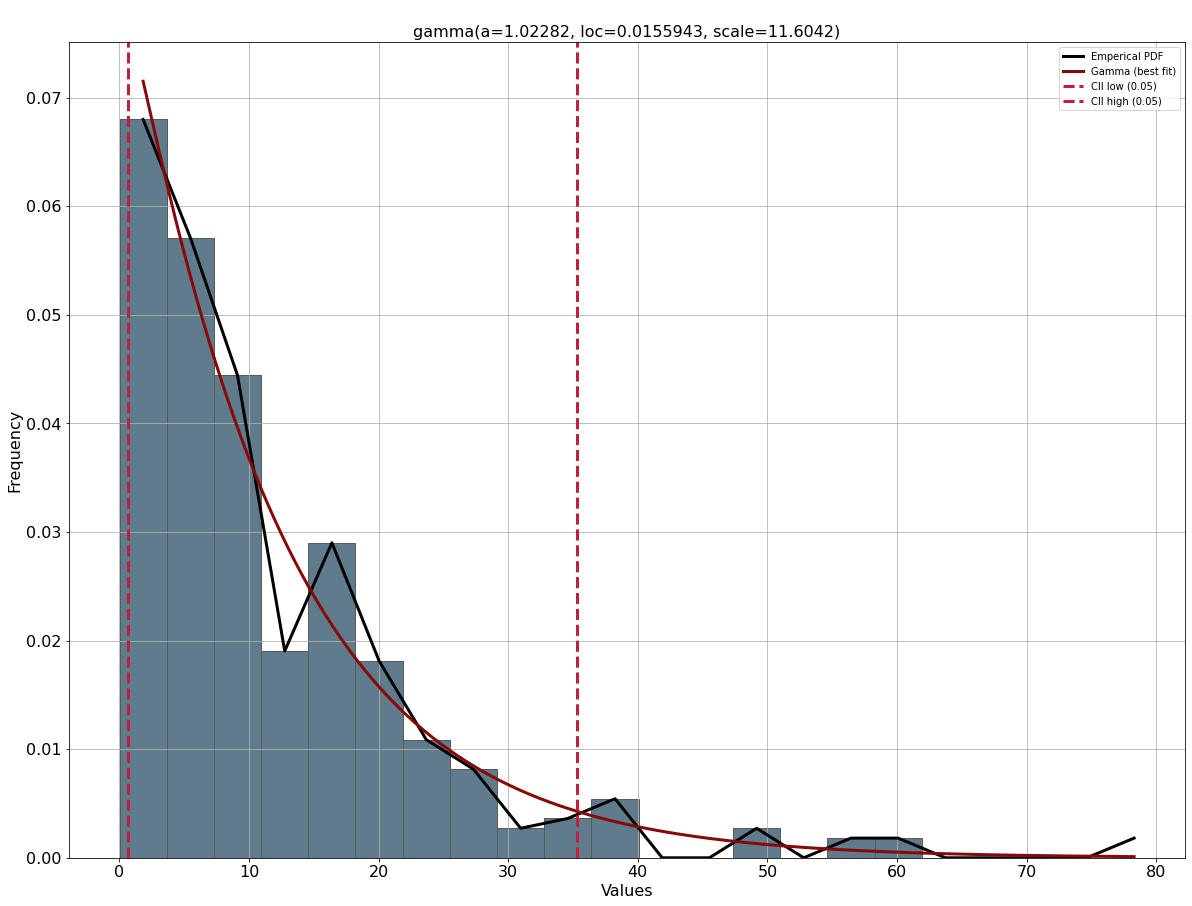 gamma(a=1.02282, loc=0.0155943, scale=11.6042)
Emperical PDF
Gamma (best fit)
CII low (0.05)
CII high (0.05)
Frequency
0.07
0.06
0.05
0.04
0.03
0.02
0.01
0.00
0 10 20 30 40 50 60 70 80
Values